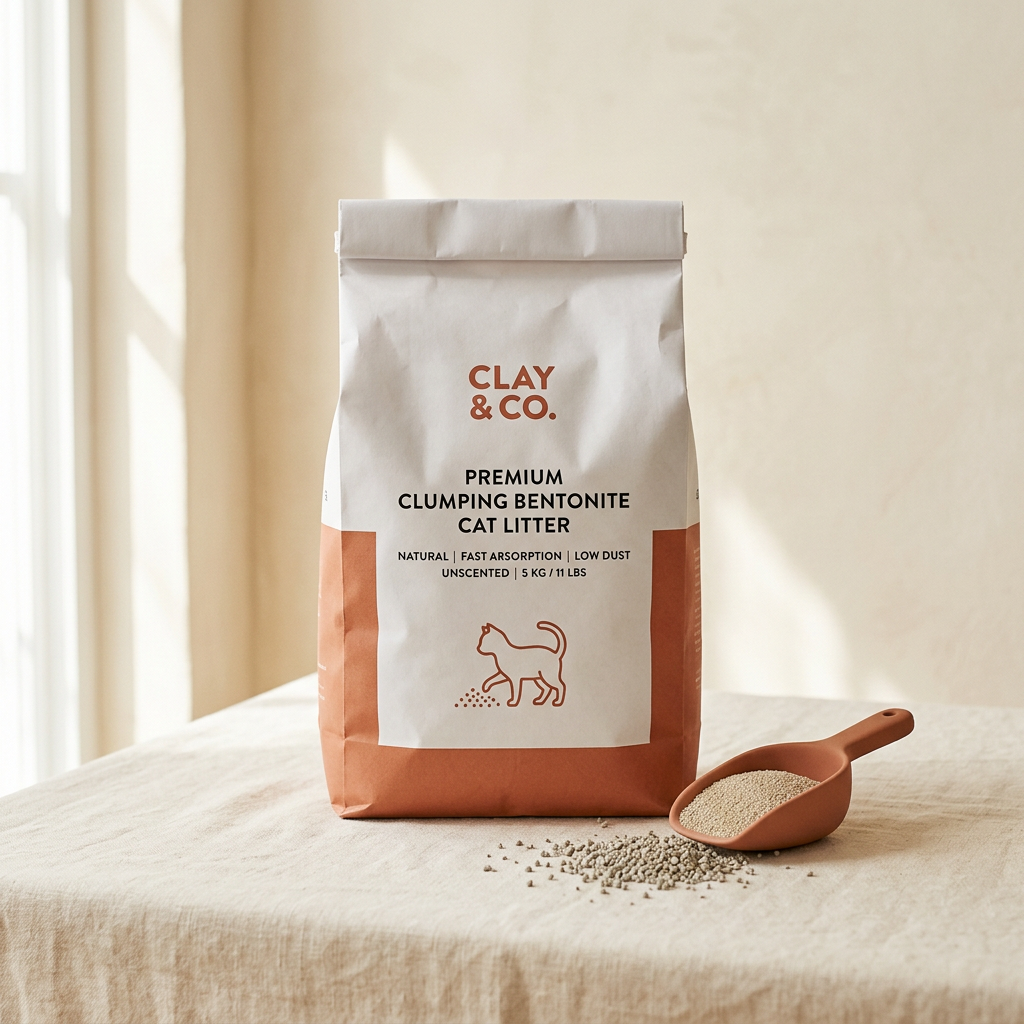 CLAY
& CO.
PREMIUM
CLUMPING BENTONITE
CAT LITTER
NATURAL | FAST ARSORPTION | LOW DUST
UNSCENTED | 5 KG / 11 LBS